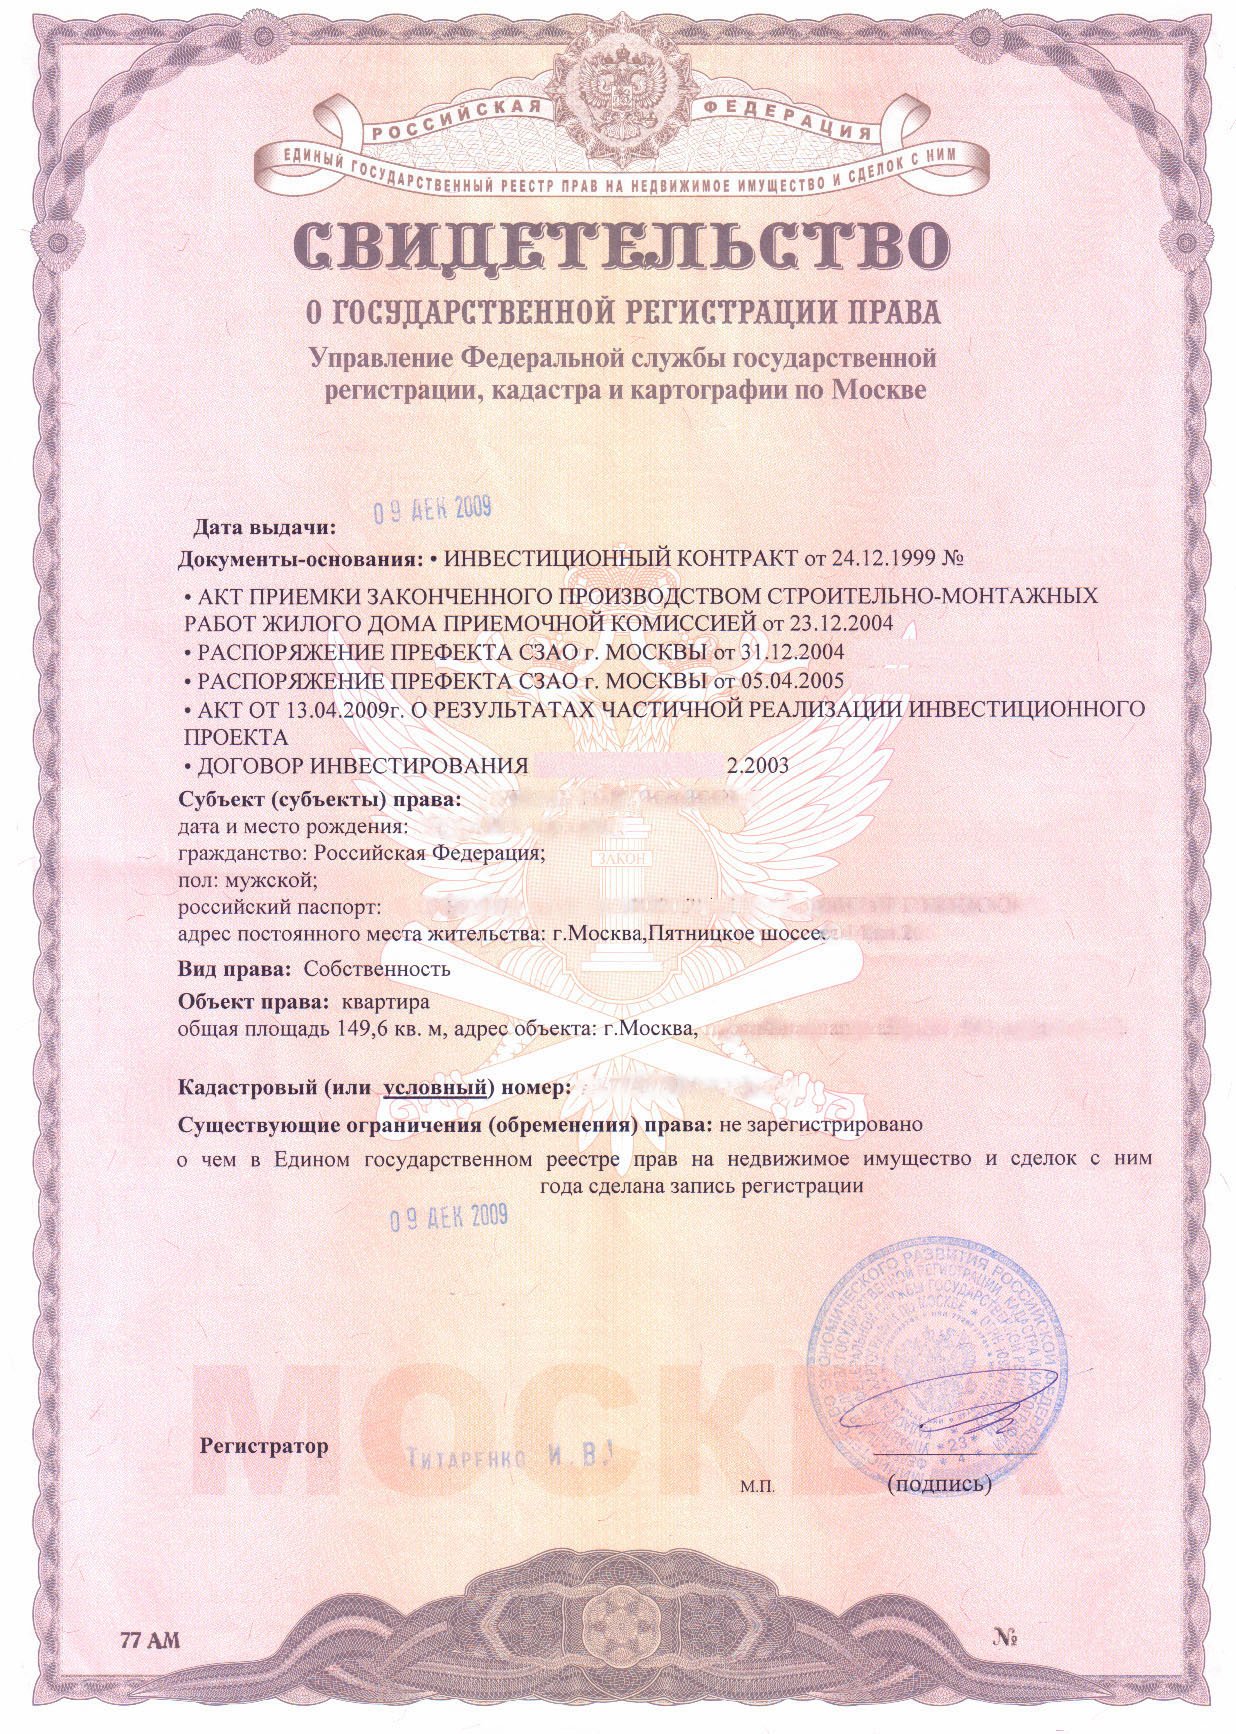 РОССИЙСКАЯ ФЕДЕРАЦИЯ
ЕДИНЫЙ ГОСУДАРСТВЕННЫЙ РЕЕСТР ПРАВ НА НЕДВИЖИМОЕ ИМУЩЕСТВО И СДЕЛОК С НИМ
СВИДЕТЕЛЬСТВО
О ГОСУДАРСТВЕННОЙ РЕГИСТРАЦИИ ПРАВА
Управление Федеральной службы государственной
регистрации, кадастра и картографии по Москве
09 ДЕК 2009
Дата выдачи:
Документы-основания: • ИНВЕСТИЦИОННЫЙ КОНТРАКТ от 24.12.1999 №
• АКТ ПРИЕМКИ ЗАКОНЧЕННОГО ПРОИЗВОДСТВОМ СТРОИТЕЛЬНО-МОНТАЖНЫХ
РАБОТ ЖИЛОГО ДОМА ПРИЕМОЧНОЙ КОМИССИЕЙ от 23.12.2004
• РАСПОРЯЖЕНИЕ ПРЕФЕКТА СЗАО г. МОСКВЫ от 31.12.2004
• РАСПОРЯЖЕНИЕ ПРЕФЕКТА СЗАО г. МОСКВЫ от 05.04.2005
• АКТ ОТ 13.04.2009г. О РЕЗУЛЬТАТАХ ЧАСТИЧНОЙ РЕАЛИЗАЦИИ ИНВЕСТИЦИОННОГО
ПРОЕКТА
• ДОГОВОР ИНВЕСТИРОВАНИЯ 2.2003
Субъект (субъекты) права:
дата и место рождения:
ЗАКОН
гражданство: Российская Федерация;
пол: мужской;
российский паспорт:
адрес постоянного места жительства: г.Москва,Пятницкое шоссе
Вид права: Собственность
Объект права: квартира
общая площадь 149,6 кв. м, адрес объекта: г.Москва,
Кадастровый (или условный) номер:
Существующие ограничения (обременения) права: не зарегистрировано
о чем в Едином государственном реестре прав на недвижимое имущество и сделок с ним
года сделана запись регистрации
09 ДЕК 2009
МОСКВА
Регистратор
Титаренко И.В.
М.П.
(подпись)
77 АМ
№